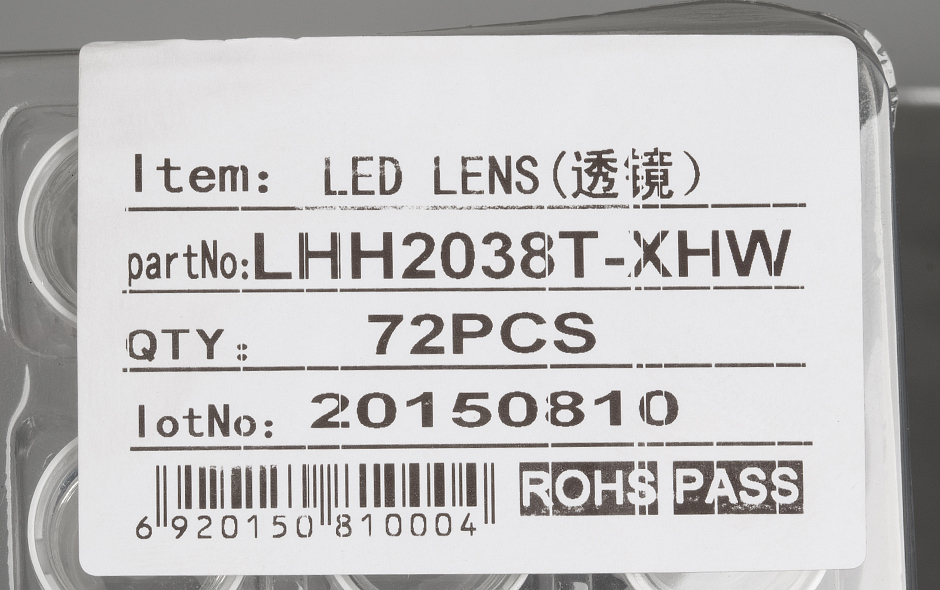 Item: LED LENS(透镜)
partNo:LHH2038T-XHW
QTY: 72PCS
lotNo: 20150810
ROHS PASS
6 920150 810004